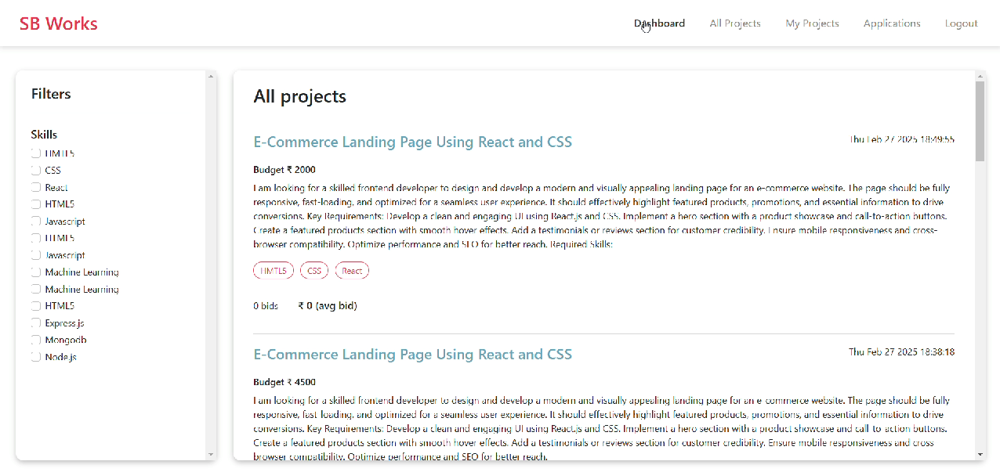 SB Works
Dashboard All Projects My Projects Applications Logout
Filters
Skills
HMTL5
CSS
React
HTML5
Javascript
HTML5
Javascript
Machine Learning
Machine Learning
HTML5
Express.js
Mongodb
Node.js
All projects
E-Commerce Landing Page Using React and CSS
Thu Feb 27 2025 18:49:55
Budget ₹ 2000
I am looking for a skilled frontend developer to design and develop a modern and visually appealing landing page for an e-commerce website. The page should be fully
responsive, fast-loading, and optimized for a seamless user experience. It should effectively highlight featured products, promotions, and essential information to drive
conversions. Key Requirements: Develop a clean and engaging UI using React.js and CSS. Implement a hero section with a product showcase and call-to-action buttons.
Create a featured products section with smooth hover effects. Add a testimonials or reviews section for customer credibility. Ensure mobile responsiveness and cross-
browser compatibility. Optimize performance and SEO for better reach. Required Skills:
HMTL5 CSS React
0 bids ₹ 0 (avg bid)
E-Commerce Landing Page Using React and CSS
Thu Feb 27 2025 18:38:18
Budget ₹ 4500
I am looking for a skilled frontend developer to design and develop a modern and visually appealing landing page for an e-commerce website. The page should be fully
responsive, fast-loading, and optimized for a seamless user experience. It should effectively highlight featured products, promotions, and essential information to drive
conversions. Key Requirements: Develop a clean and engaging UI using React.js and CSS. Implement a hero section with a product showcase and call-to-action buttons.
Create a featured products section with smooth hover effects. Add a testimonials or reviews section for customer credibility. Ensure mobile responsiveness and cross-
browser compatibility. Optimize performance and SEO for better reach.